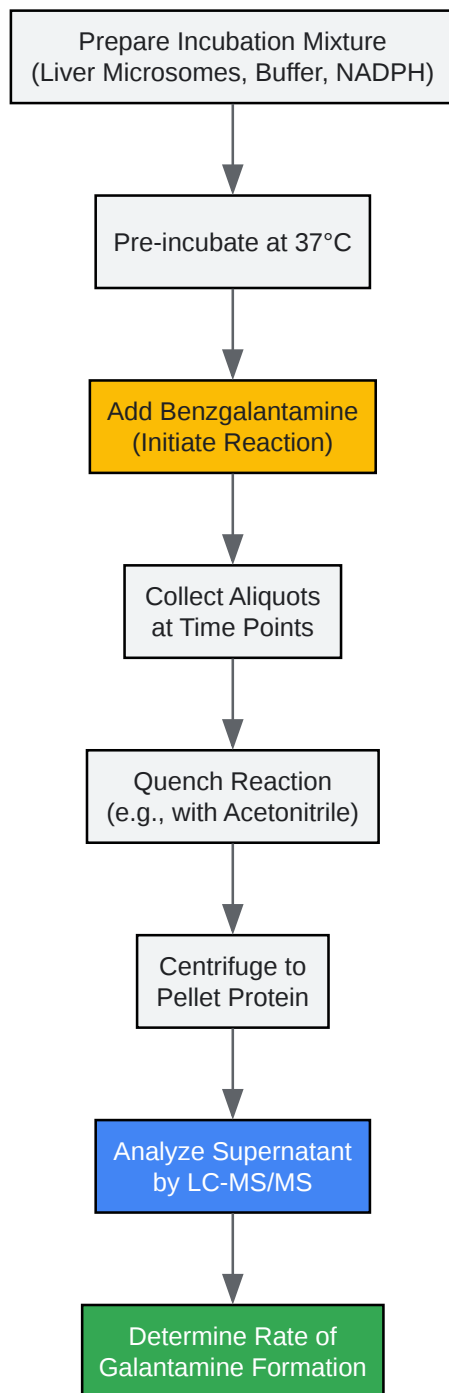 Prepare Incubation Mixture
(Liver Microsomes, Buffer, NADPH)
Pre-incubate at 37°C
Add Benzgalantamine
(Initiate Reaction)
Collect Aliquots
at Time Points
Quench Reaction
(e.g., with Acetonitrile)
Centrifuge to
Pellet Protein
Analyze Supernatant
by LC-MS/MS
Determine Rate of
Galantamine Formation